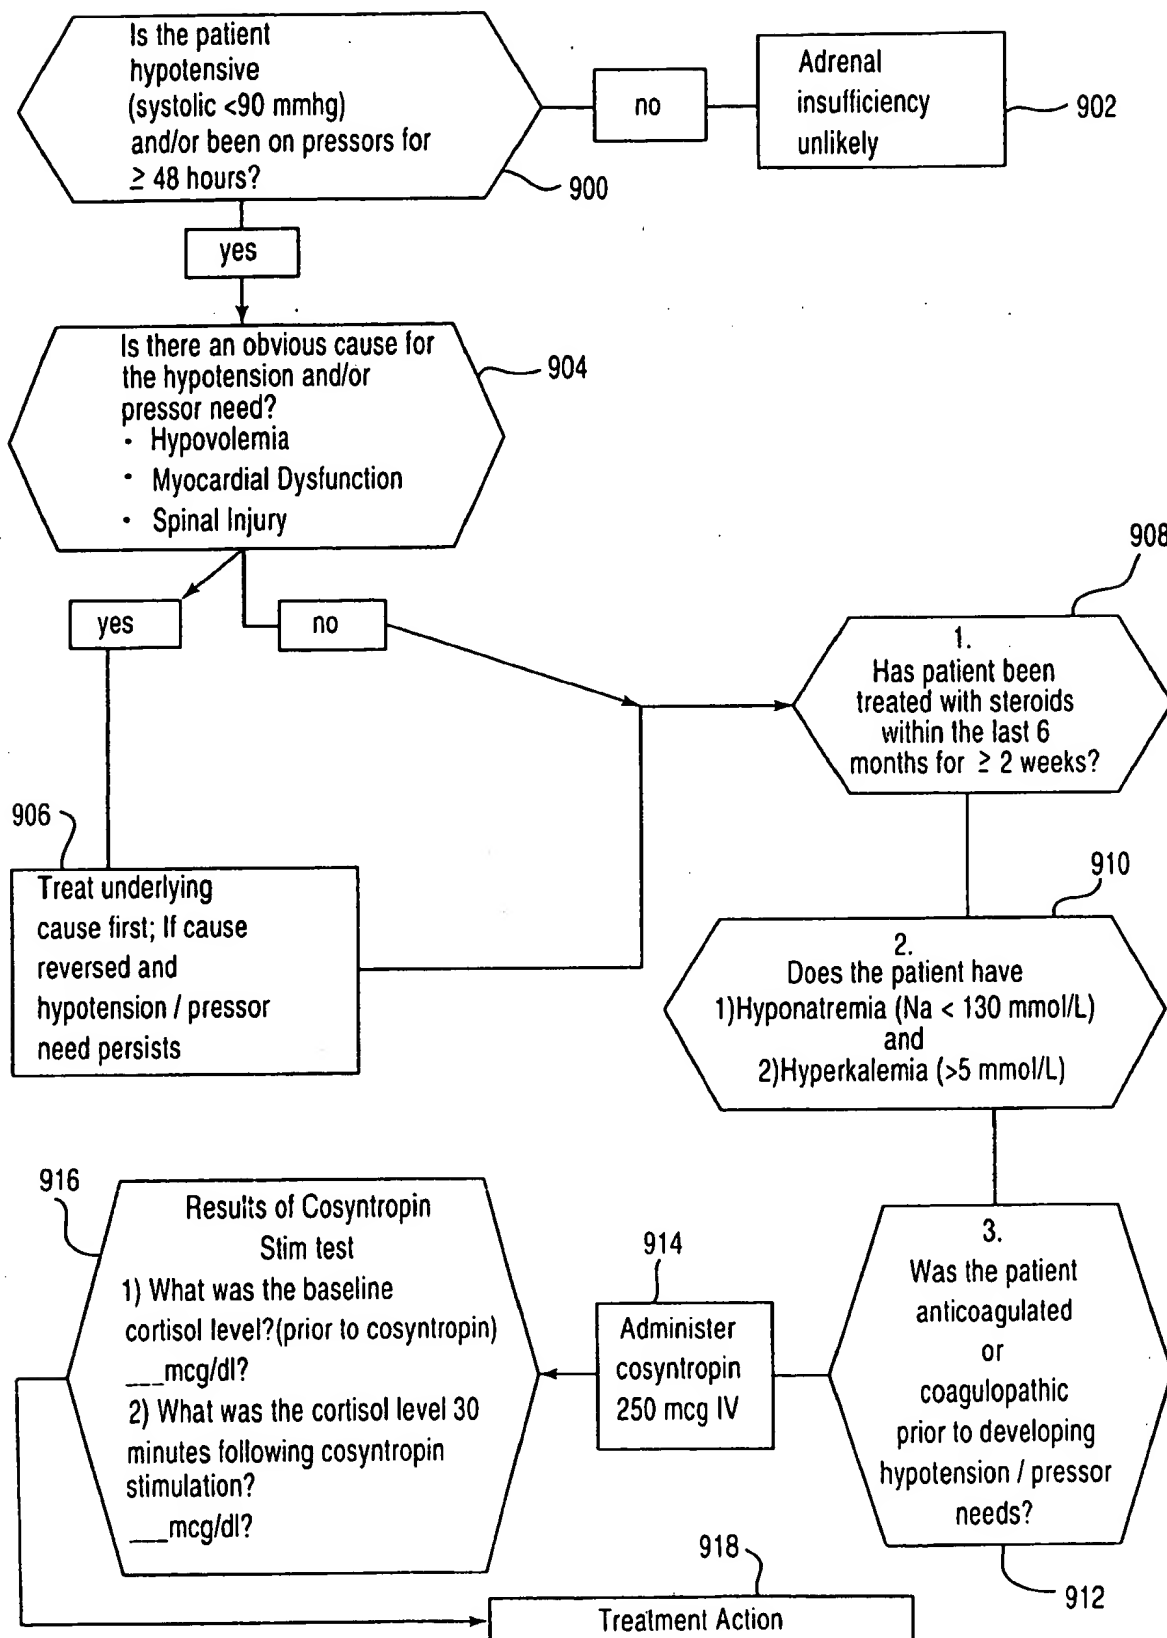 Is the patient
hypotensive
(systolic <90 mmhg)
and/or been on pressors for
≥ 48 hours?
no
Adrenal
insufficiency
unlikely
902
900
yes
Is there an obvious cause for
the hypotension and/or
pressor need?
· Hypovolemia
· Myocardial Dysfunction
· Spinal Injury
904
yes
no
908
1.
Has patient been
treated with steroids
within the last 6
months for ≥ 2 weeks?
906
Treat underlying
cause first; If cause
reversed and
hypotension / pressor
need persists
910
2.
Does the patient have
1)Hyponatremia (Na < 130 mmol/L)
and
2)Hyperkalemia (>5 mmol/L)
916
Results of Cosyntropin
Stim test
1) What was the baseline
cortisol level?(prior to cosyntropin)
___mcg/dl?
2) What was the cortisol level 30
minutes following cosyntropin
stimulation?
___mcg/dl?
914
Administer
cosyntropin
250 mcg IV
3.
Was the patient
anticoagulated
or
coagulopathic
prior to developing
hypotension / pressor
needs?
912
918
Treatment Action